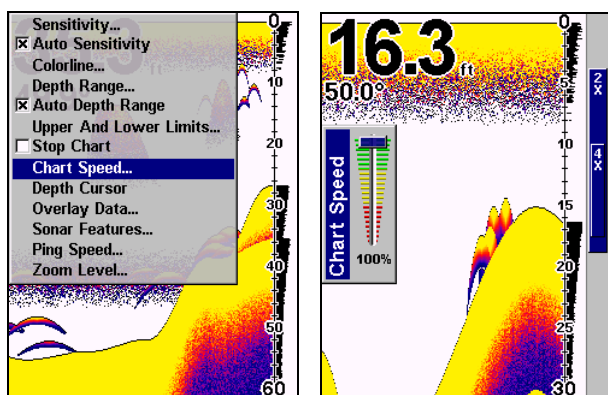 Sensitivity...
Auto Sensitivity
Colorline...
Depth Range...
Auto Depth Range
Upper And Lower Limits...
Stop Chart
Chart Speed...
Depth Cursor
Overlay Data...
Sonar Features...
Ping Speed...
Zoom Level...
0
10
20
30
40
50
60
16.3 ft
50.0°
Chart Speed
100%
0
5
10
15
20
25
30
2X
4X